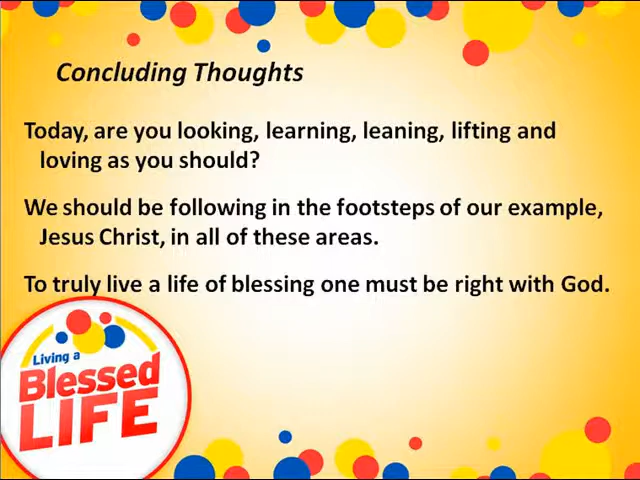 Concluding Thoughts
Today, are you looking, learning, leaning, lifting and
loving as you should?
We should be following in the footsteps of our example,
Jesus Christ, in all of these areas.
To truly live a life of blessing one must be right with God.
Living a
Blessed
LIFE